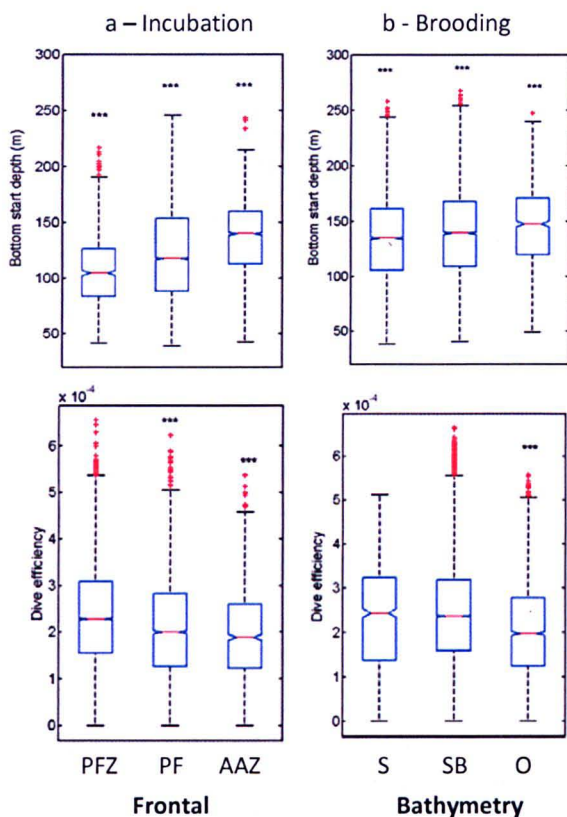 a – Incubation
b - Brooding
300
250
200
150
100
50
Bottom start depth (m)
***
***
***
300
250
200
150
100
50
Bottom start depth (m)
***
***
***
x 10-4
6
5
4
3
2
1
0
Dive efficiency
***
***
x 10-4
6
5
4
3
2
1
0
Dive efficiency
***
PFZ PF AAZ
S SB O
Frontal
Bathymetry